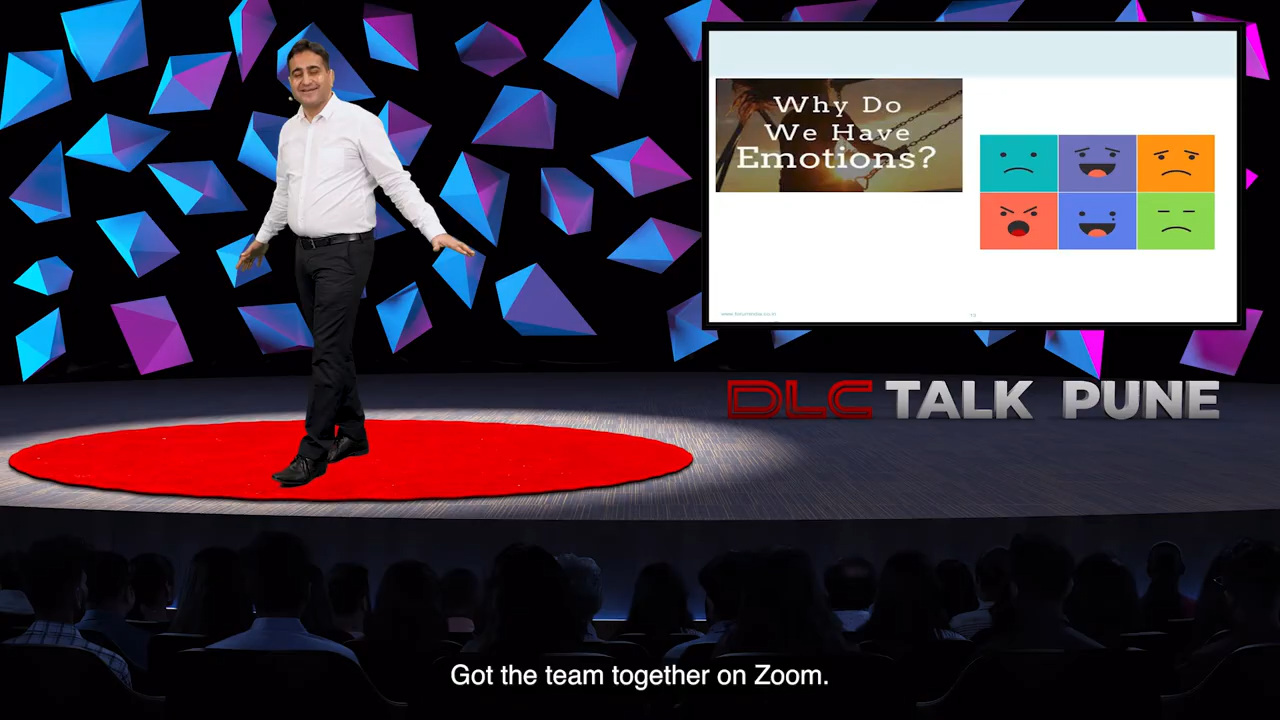 Why Do
We Have
Emotions?
DLC TALK PUNE
Got the team together on Zoom.